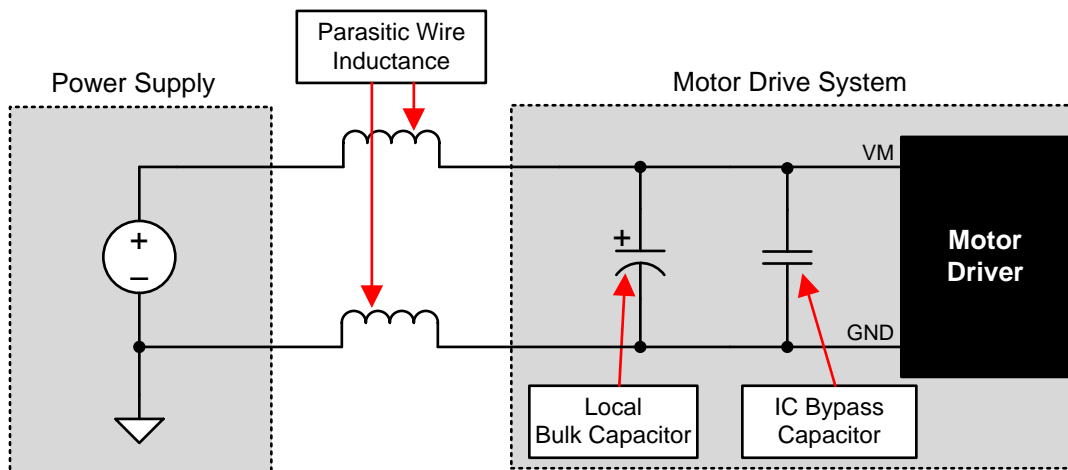 Parasitic Wire
Inductance
Power Supply
Motor Drive System
VM
+
–
+
Motor
Driver
GND
Local
Bulk Capacitor
IC Bypass
Capacitor